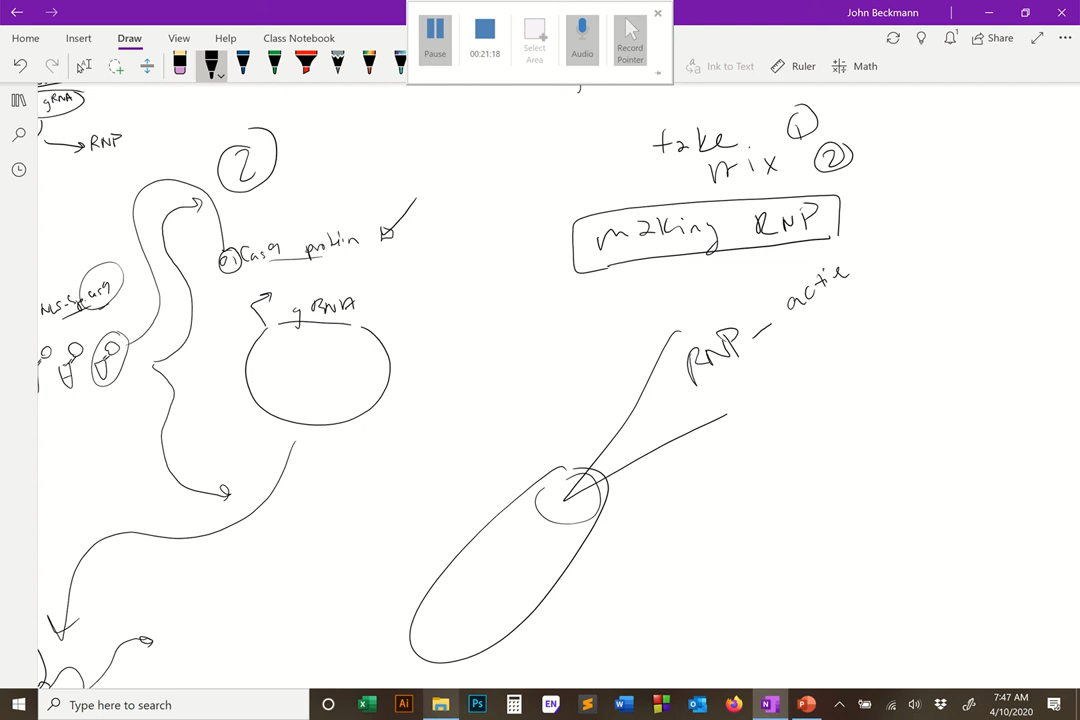 John Beckmann
Home Insert Draw View Help Class Notebook
Share
Pause
00:21:18
Select Area
Audio
Record Pointer
Ink to Text
Ruler
Math
gRNA
RNP
2
take 1
mix 2
making RNP
Cas9 protein
gRNA
RNP - active
Type here to search
EN
7:47 AM
4/10/2020